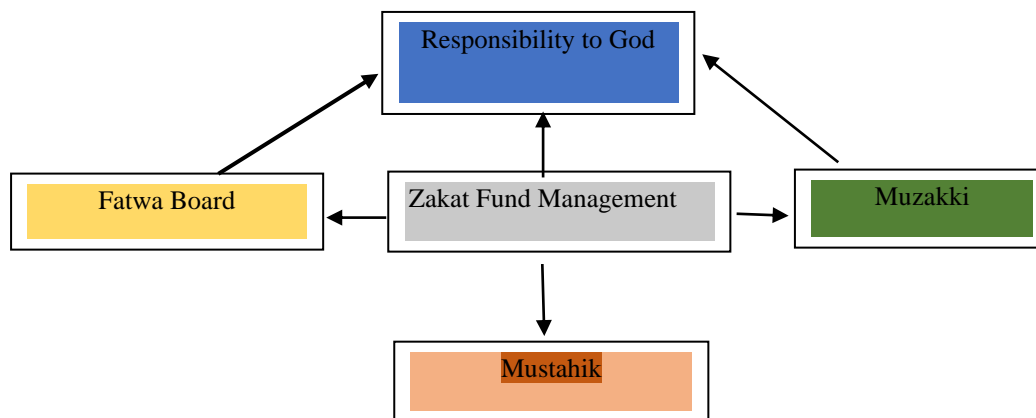 Responsibility to God
Fatwa Board
Zakat Fund Management
Muzakki
Mustahik